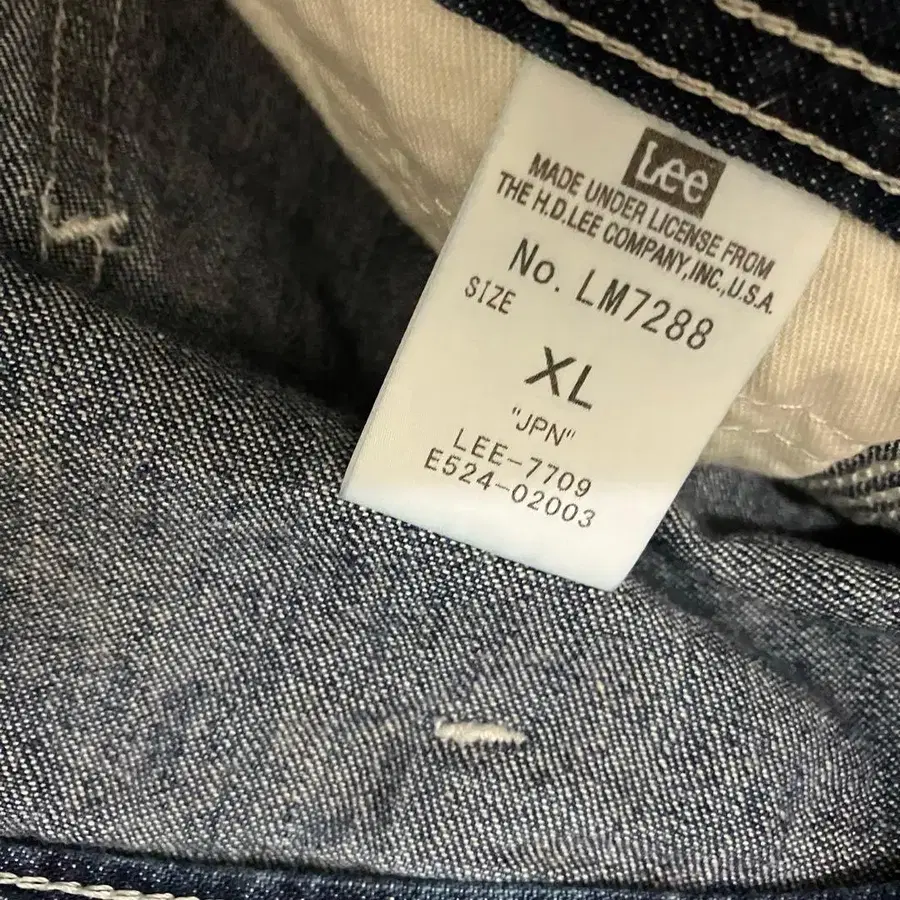 Lee
MADE UNDER LICENSE FROM
THE H.D.LEE COMPANY,INC.,U.S.A.
No. LM7288
SIZE
XL
"JPN"
LEE-7709
E524-02003